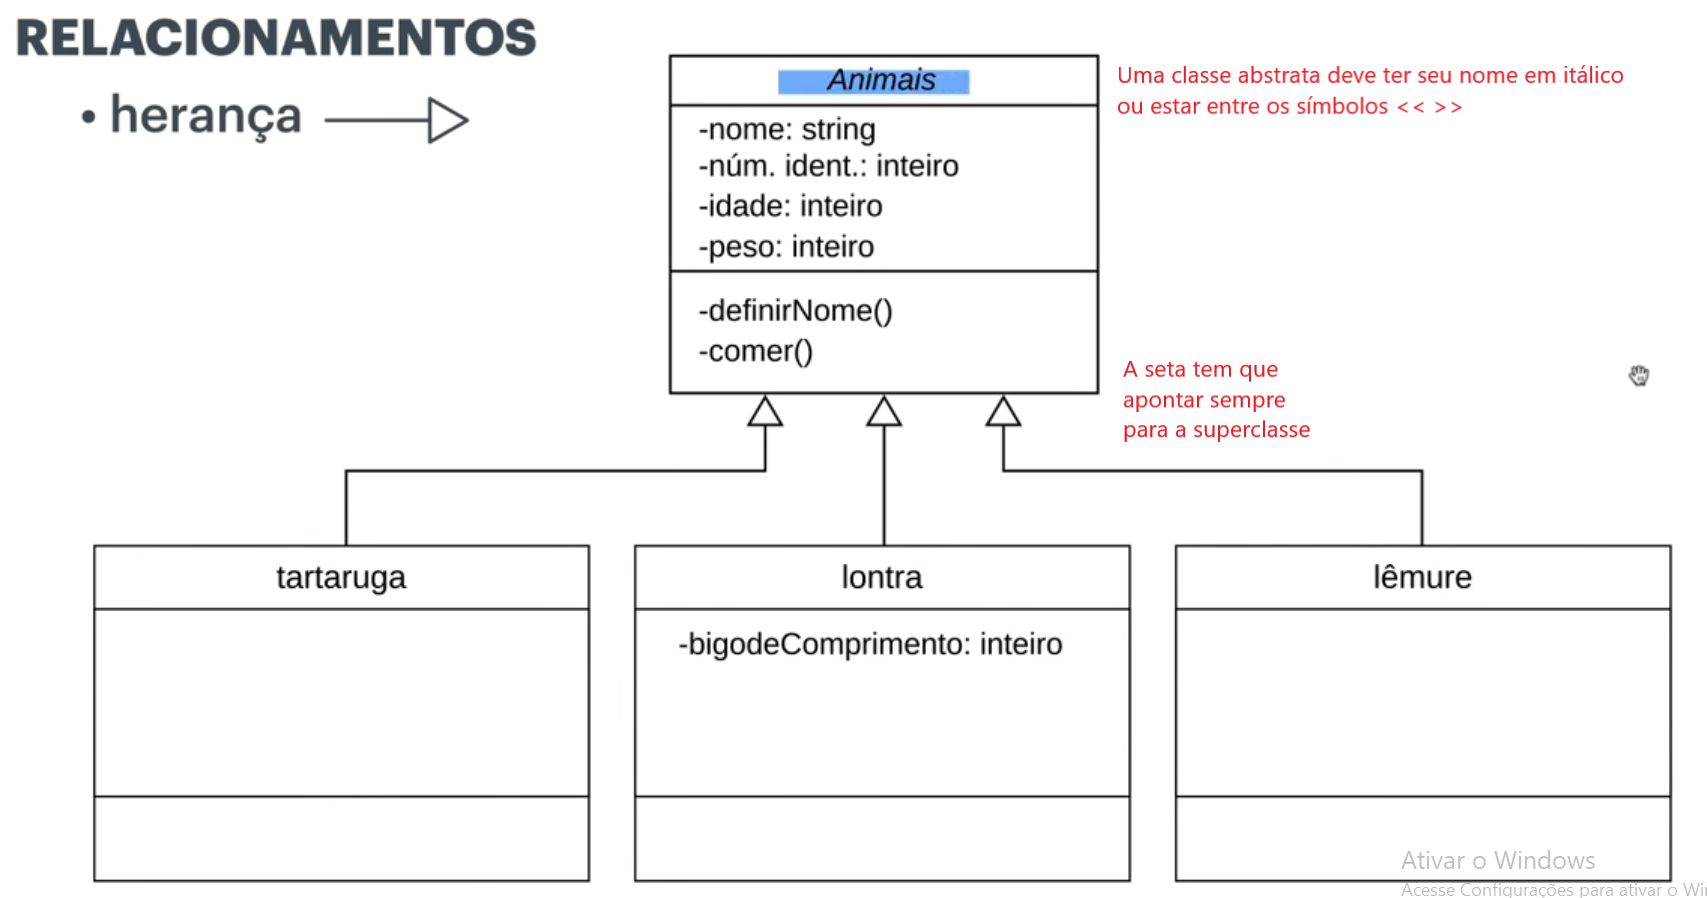 RELACIONAMENTOS
• herança
Animais
-nome: string
-núm. ident.: inteiro
-idade: inteiro
-peso: inteiro
-definirNome()
-comer()
Uma classe abstrata deve ter seu nome em itálico
ou estar entre os símbolos << >>
A seta tem que
apontar sempre
para a superclasse
tartaruga
lontra
-bigodeComprimento: inteiro
lêmure
Ativar o Windows
Acesse Configurações para ativar o Wi